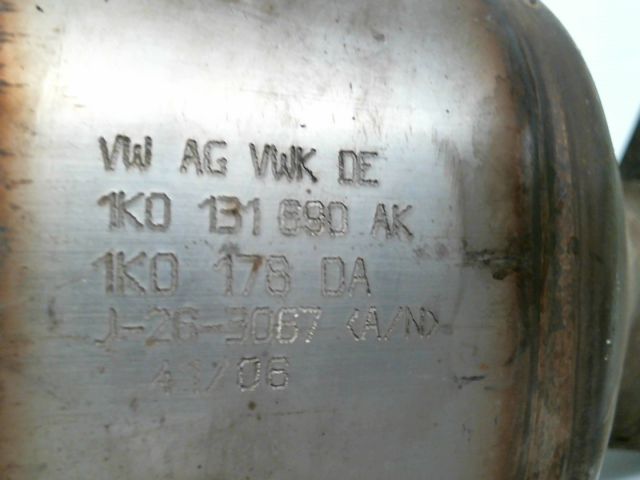 VW AG VWK DE
1K0 131 690 AK
1K0 178 DA
J-26-3067 <A/N>
41/06